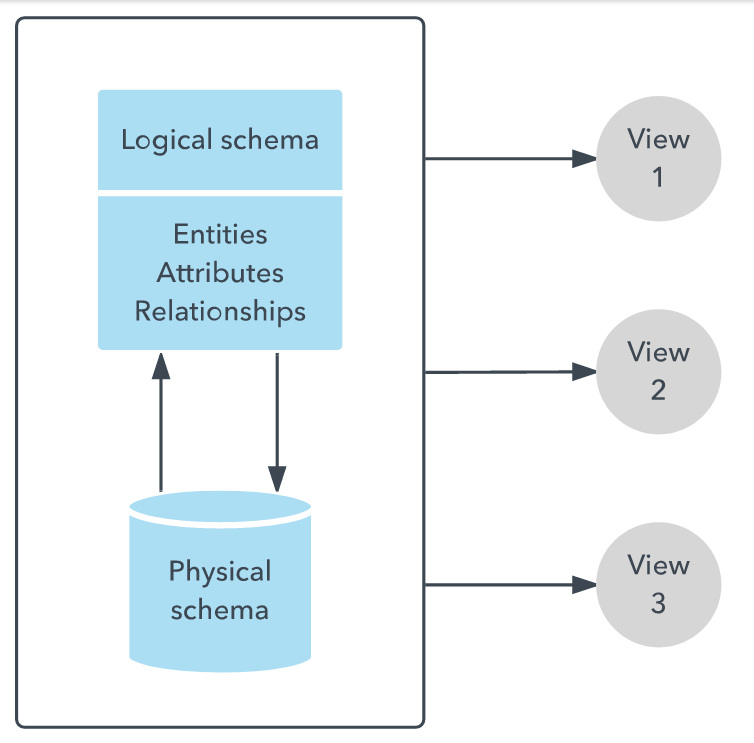 Logical schema
Entities
Attributes
Relationships
Physical
schema
View
1
View
2
View
3